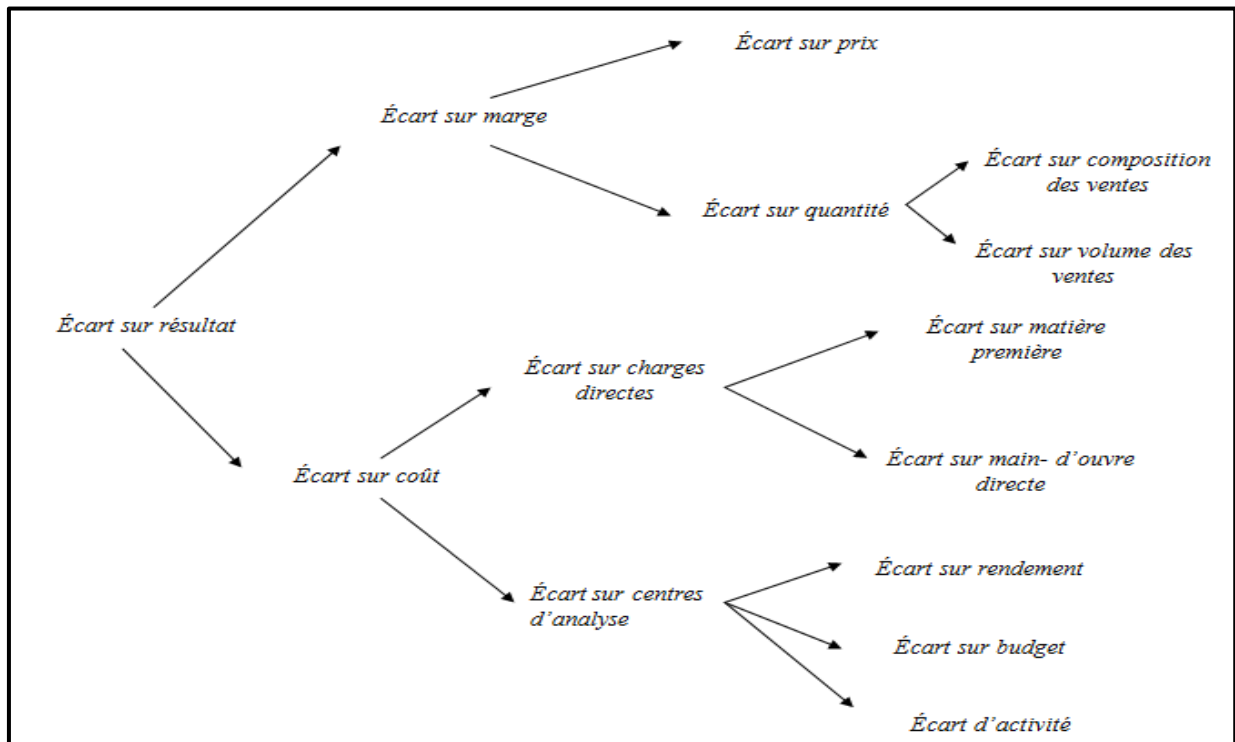 Écart sur prix
Écart sur marge
Écart sur composition
des ventes
Écart sur quantité
Écart sur volume des
ventes
Écart sur résultat
Écart sur matière
première
Écart sur charges
directes
Écart sur main- d’ouvre
directe
Écart sur coût
Écart sur rendement
Écart sur centres
d’analyse
Écart sur budget
Écart d’activité